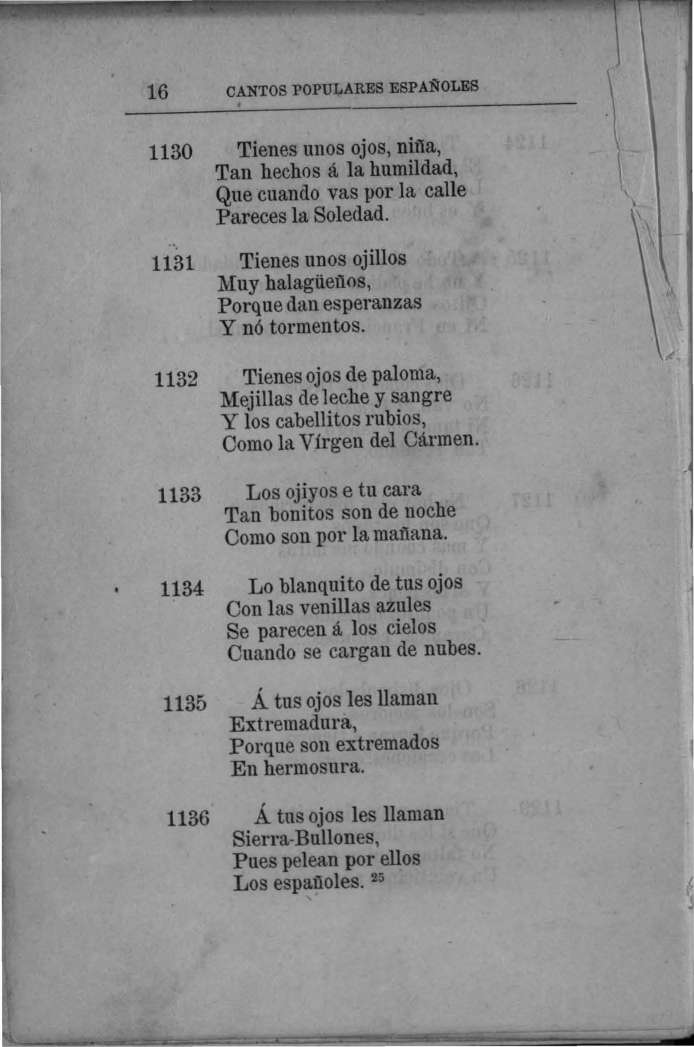 16 CANTOS POPULARES ESPAÑOLES
1130 Tienes unos ojos, niña,
Tan hechos á la humildad,
Que cuando vas por la calle
Pareces la Soledad.
1131 Tienes unos ojillos
Muy halagüeños,
Porque dan esperanzas
Y nó tormentos.
1132 Tienes ojos de paloma,
Mejillas de leche y sangre
Y los cabellitos rubios,
Como la Vírgen del Cármen.
1133 Los ojiyos e tu cara
Tan bonitos son de noche
Como son por la mañana.
1134 Lo blanquito de tus ojos
Con las venillas azules
Se parecen á los cielos
Cuando se cargan de nubes.
1135 Á tus ojos les llaman
Extremadura,
Porque son extremados
En hermosura.
1136 Á tus ojos les llaman
Sierra-Bullones,
Pues pelean por ellos
Los españoles. 25